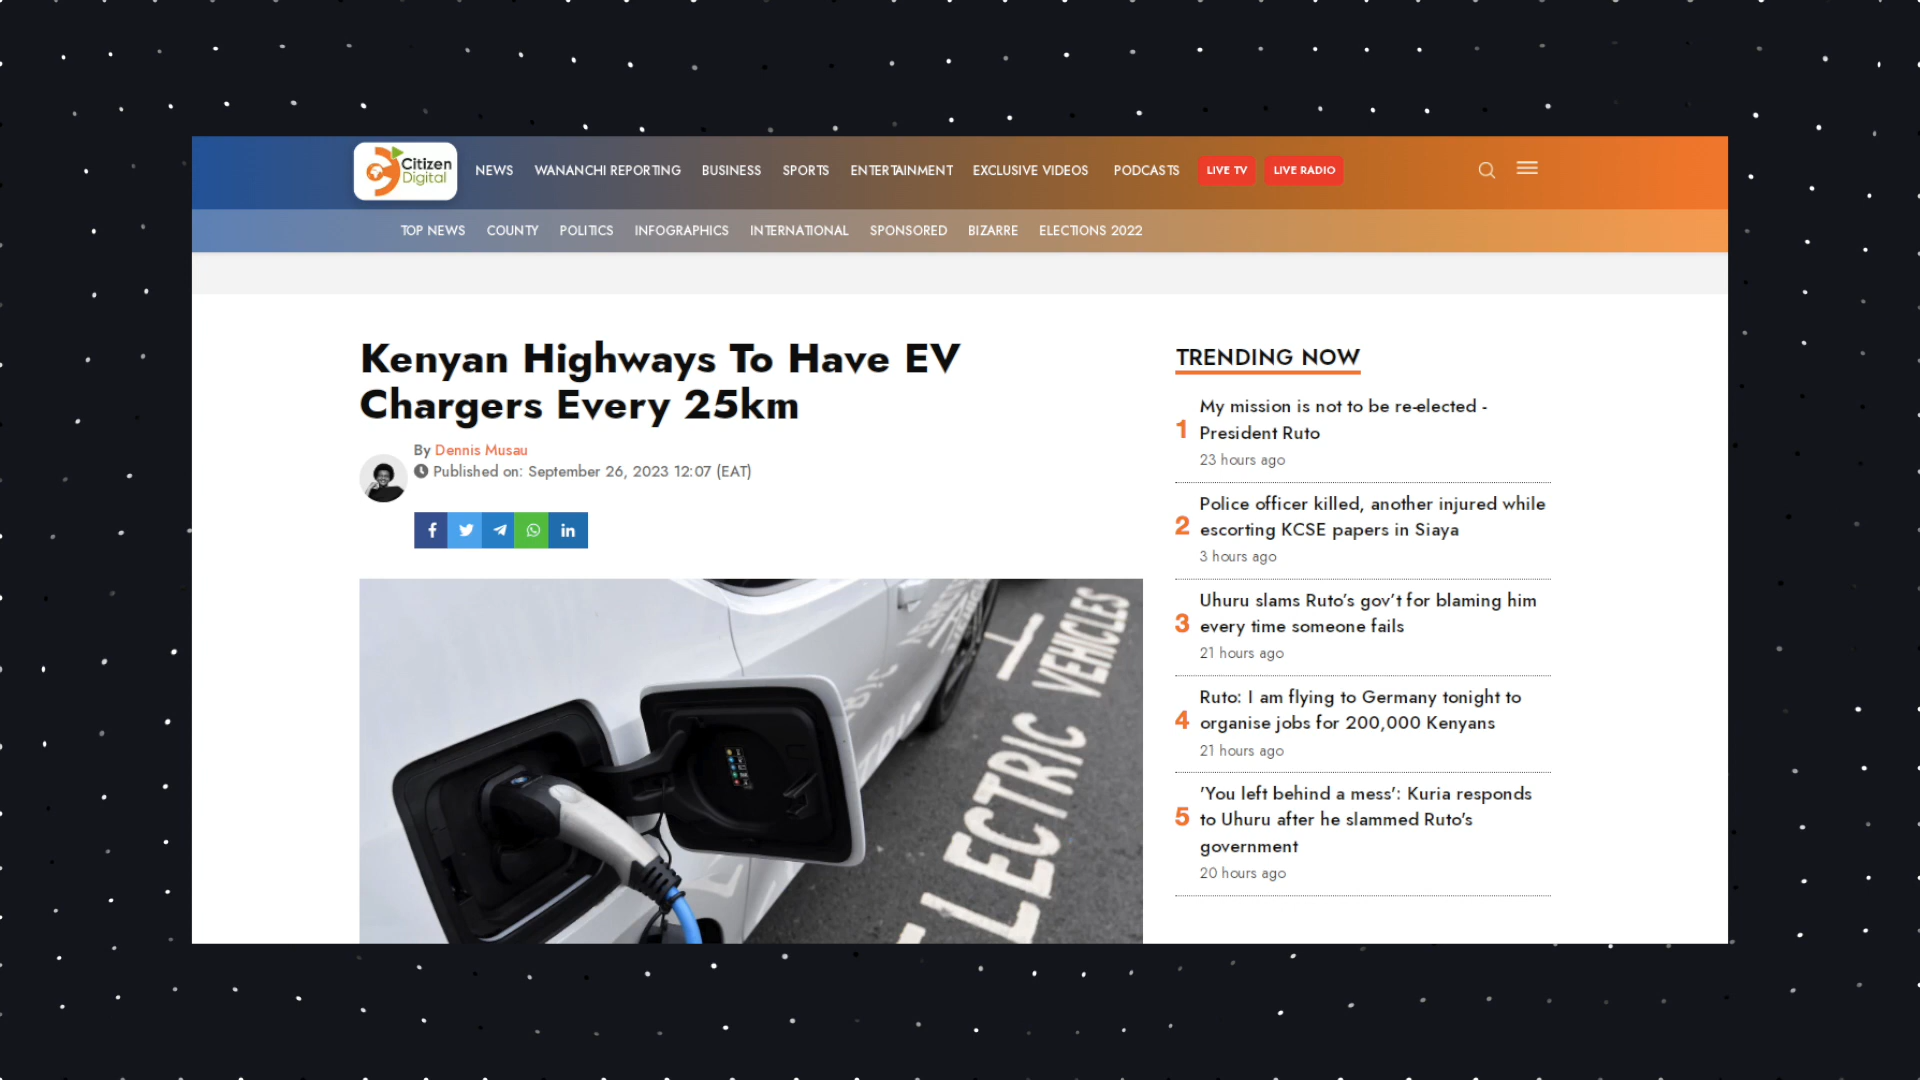 Citizen
Digital
NEWS WANANCHI REPORTING BUSINESS SPORTS ENTERTAINMENT EXCLUSIVE VIDEOS PODCASTS LIVE TV LIVE RADIO
TOP NEWS COUNTY POLITICS INFOGRAPHICS INTERNATIONAL SPONSORED BIZARRE ELECTIONS 2022
Kenyan Highways To Have EV
Chargers Every 25km
By Dennis Musau
Published on: September 26, 2023 12:07 (EAT)
ELECTRIC
VEHICLES
TRENDING NOW
1
My mission is not to be re-elected -
President Ruto
23 hours ago
2
Police officer killed, another injured while
escorting KCSE papers in Siaya
3 hours ago
3
Uhuru slams Ruto’s gov’t for blaming him
every time someone fails
21 hours ago
4
Ruto: I am flying to Germany tonight to
organise jobs for 200,000 Kenyans
21 hours ago
5
'You left behind a mess': Kuria responds
to Uhuru after he slammed Ruto's
government
20 hours ago